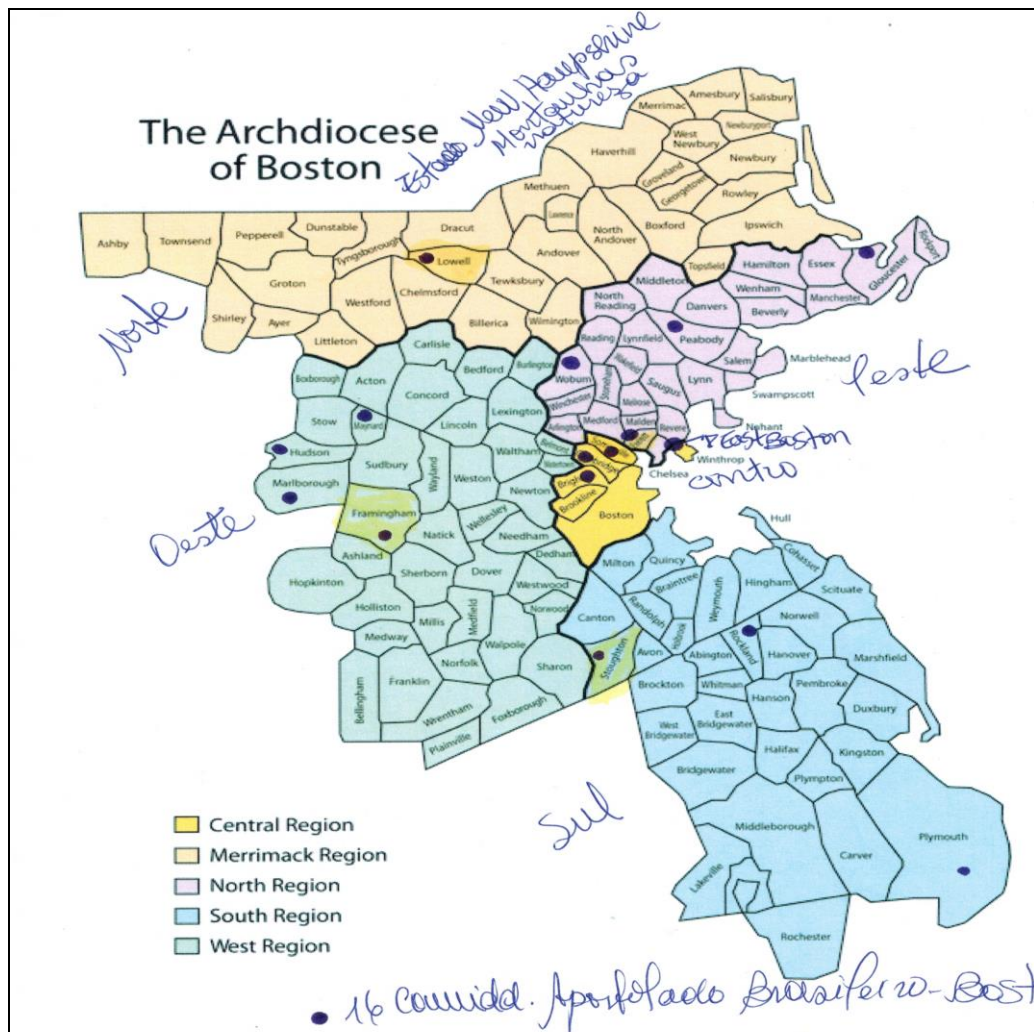 The Archdiocese
of Boston
Estado New Hampshire
Montanhas
natureza
Merrimac
Amesbury
Salisbury
Newburyport
West
Newbury
Haverhill
Newbury
Groveland
Georgetown
Rowley
Methuen
Lawrence
North
Andover
Boxford
Ipswich
Ashby
Townsend
Pepperell
Dunstable
Tyngsborough
Dracut
Lowell
Andover
Topsfield
Groton
Westford
Chelmsford
Tewksbury
Shirley
Ayer
Littleton
Billerica
Wilmington
Norte
Middleton
Hamilton
Essex
Gloucester
Rockport
North
Reading
Danvers
Wenham
Manchester
Beverly
Reading
Lynnfield
Peabody
Salem
Marblehead
Woburn
Stoneham
Wakefield
Saugus
Lynn
Swampscott
Winchester
Melrose
Nahant
Arlington
Medford
Malden
Revere
Chelsea
Winthrop
leste
East Boston
centro
Carlisle
Bedford
Burlington
Boxborough
Acton
Concord
Lexington
Stow
Maynard
Lincoln
Hudson
Sudbury
Wayland
Weston
Waltham
Belmont
Watertown
Marlborough
Newton
Brookline
Boston
Framingham
Natick
Wellesley
Needham
Oeste
Ashland
Dedham
Hopkinton
Sherborn
Dover
Westwood
Holliston
Millis
Medfield
Norwood
Medway
Walpole
Norfolk
Sharon
Bellingham
Franklin
Wrentham
Foxborough
Plainville
Milton
Quincy
Hull
Canton
Randolph
Braintree
Weymouth
Hingham
Cohasset
Scituate
Holbrook
Norwell
Stoughton
Avon
Abington
Rockland
Hanover
Marshfield
Brockton
Whitman
Hanson
Pembroke
Duxbury
West
Bridgewater
East
Bridgewater
Halifax
Kingston
Bridgewater
Plympton
Sul
Middleborough
Carver
Plymouth
Lakeville
Rochester
Central Region
Merrimack Region
North Region
South Region
West Region
16 Comunidd. Apostolado Brasileiro - Bost